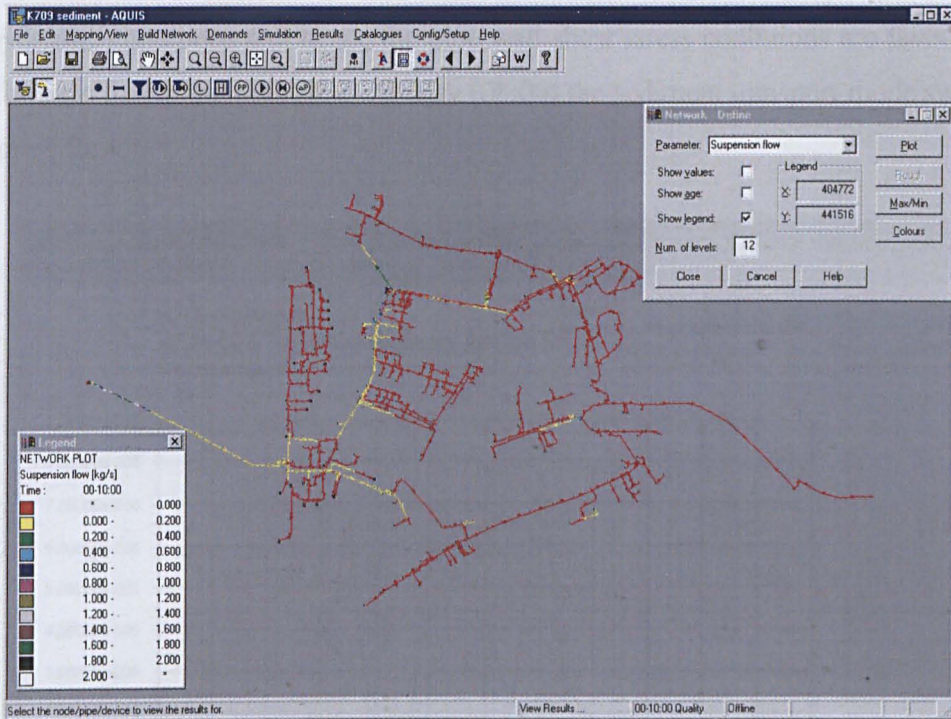 K709 sediment - AQUIS
File Edit Mapping/View Build Network Demands Simulation Results Catalogues Config/Setup Help
W ?
L H PP
Network Define
Parameter: Suspension flow
Plot
Show values:
Legend
X: 404772
Show age:
Max/Min
Show legend:
Y: 441516
Colours
Num. of levels: 12
Close Cancel Help
Legend
NETWORK PLOT
Suspension flow [kg/s]
Time : 00-10:00
- 0.000
0.000 - 0.200
0.200 - 0.400
0.400 - 0.600
0.600 - 0.800
0.800 - 1.000
1.000 - 1.200
1.200 - 1.400
1.400 - 1.600
1.600 - 1.800
1.800 - 2.000
2.000 - *
Select the node/pipe/device to view the results for. View Results ... 00-10:00 Quality Offline